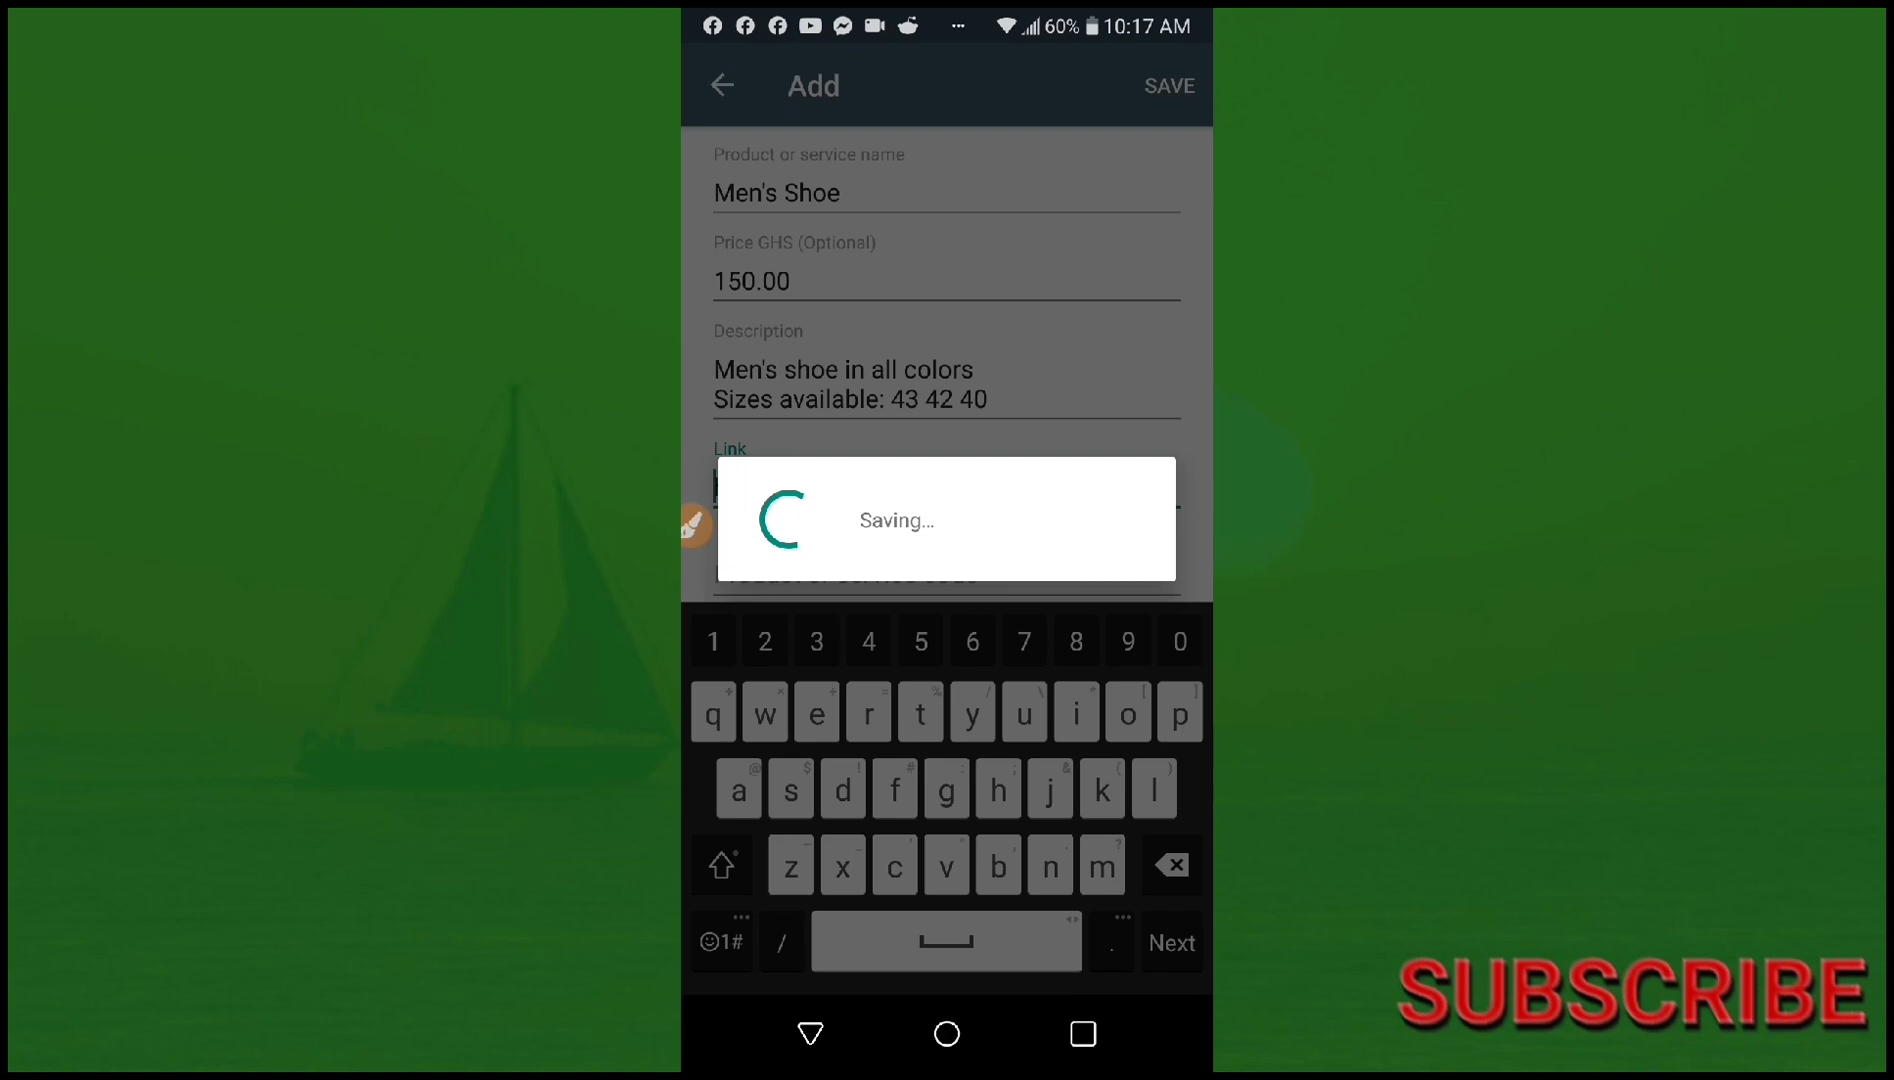 60% 10:17 AM
Add SAVE
Product or service name
Men's Shoe
Price GHS (Optional)
150.00
Description
Men's shoe in all colors
Sizes available: 43 42 40
Link
Saving...
1 2 3 4 5 6 7 8 9 0
q w e r t y u i o p
a s d f g h j k l
z x c v b n m
1# / . Next
SUBSCRIBE